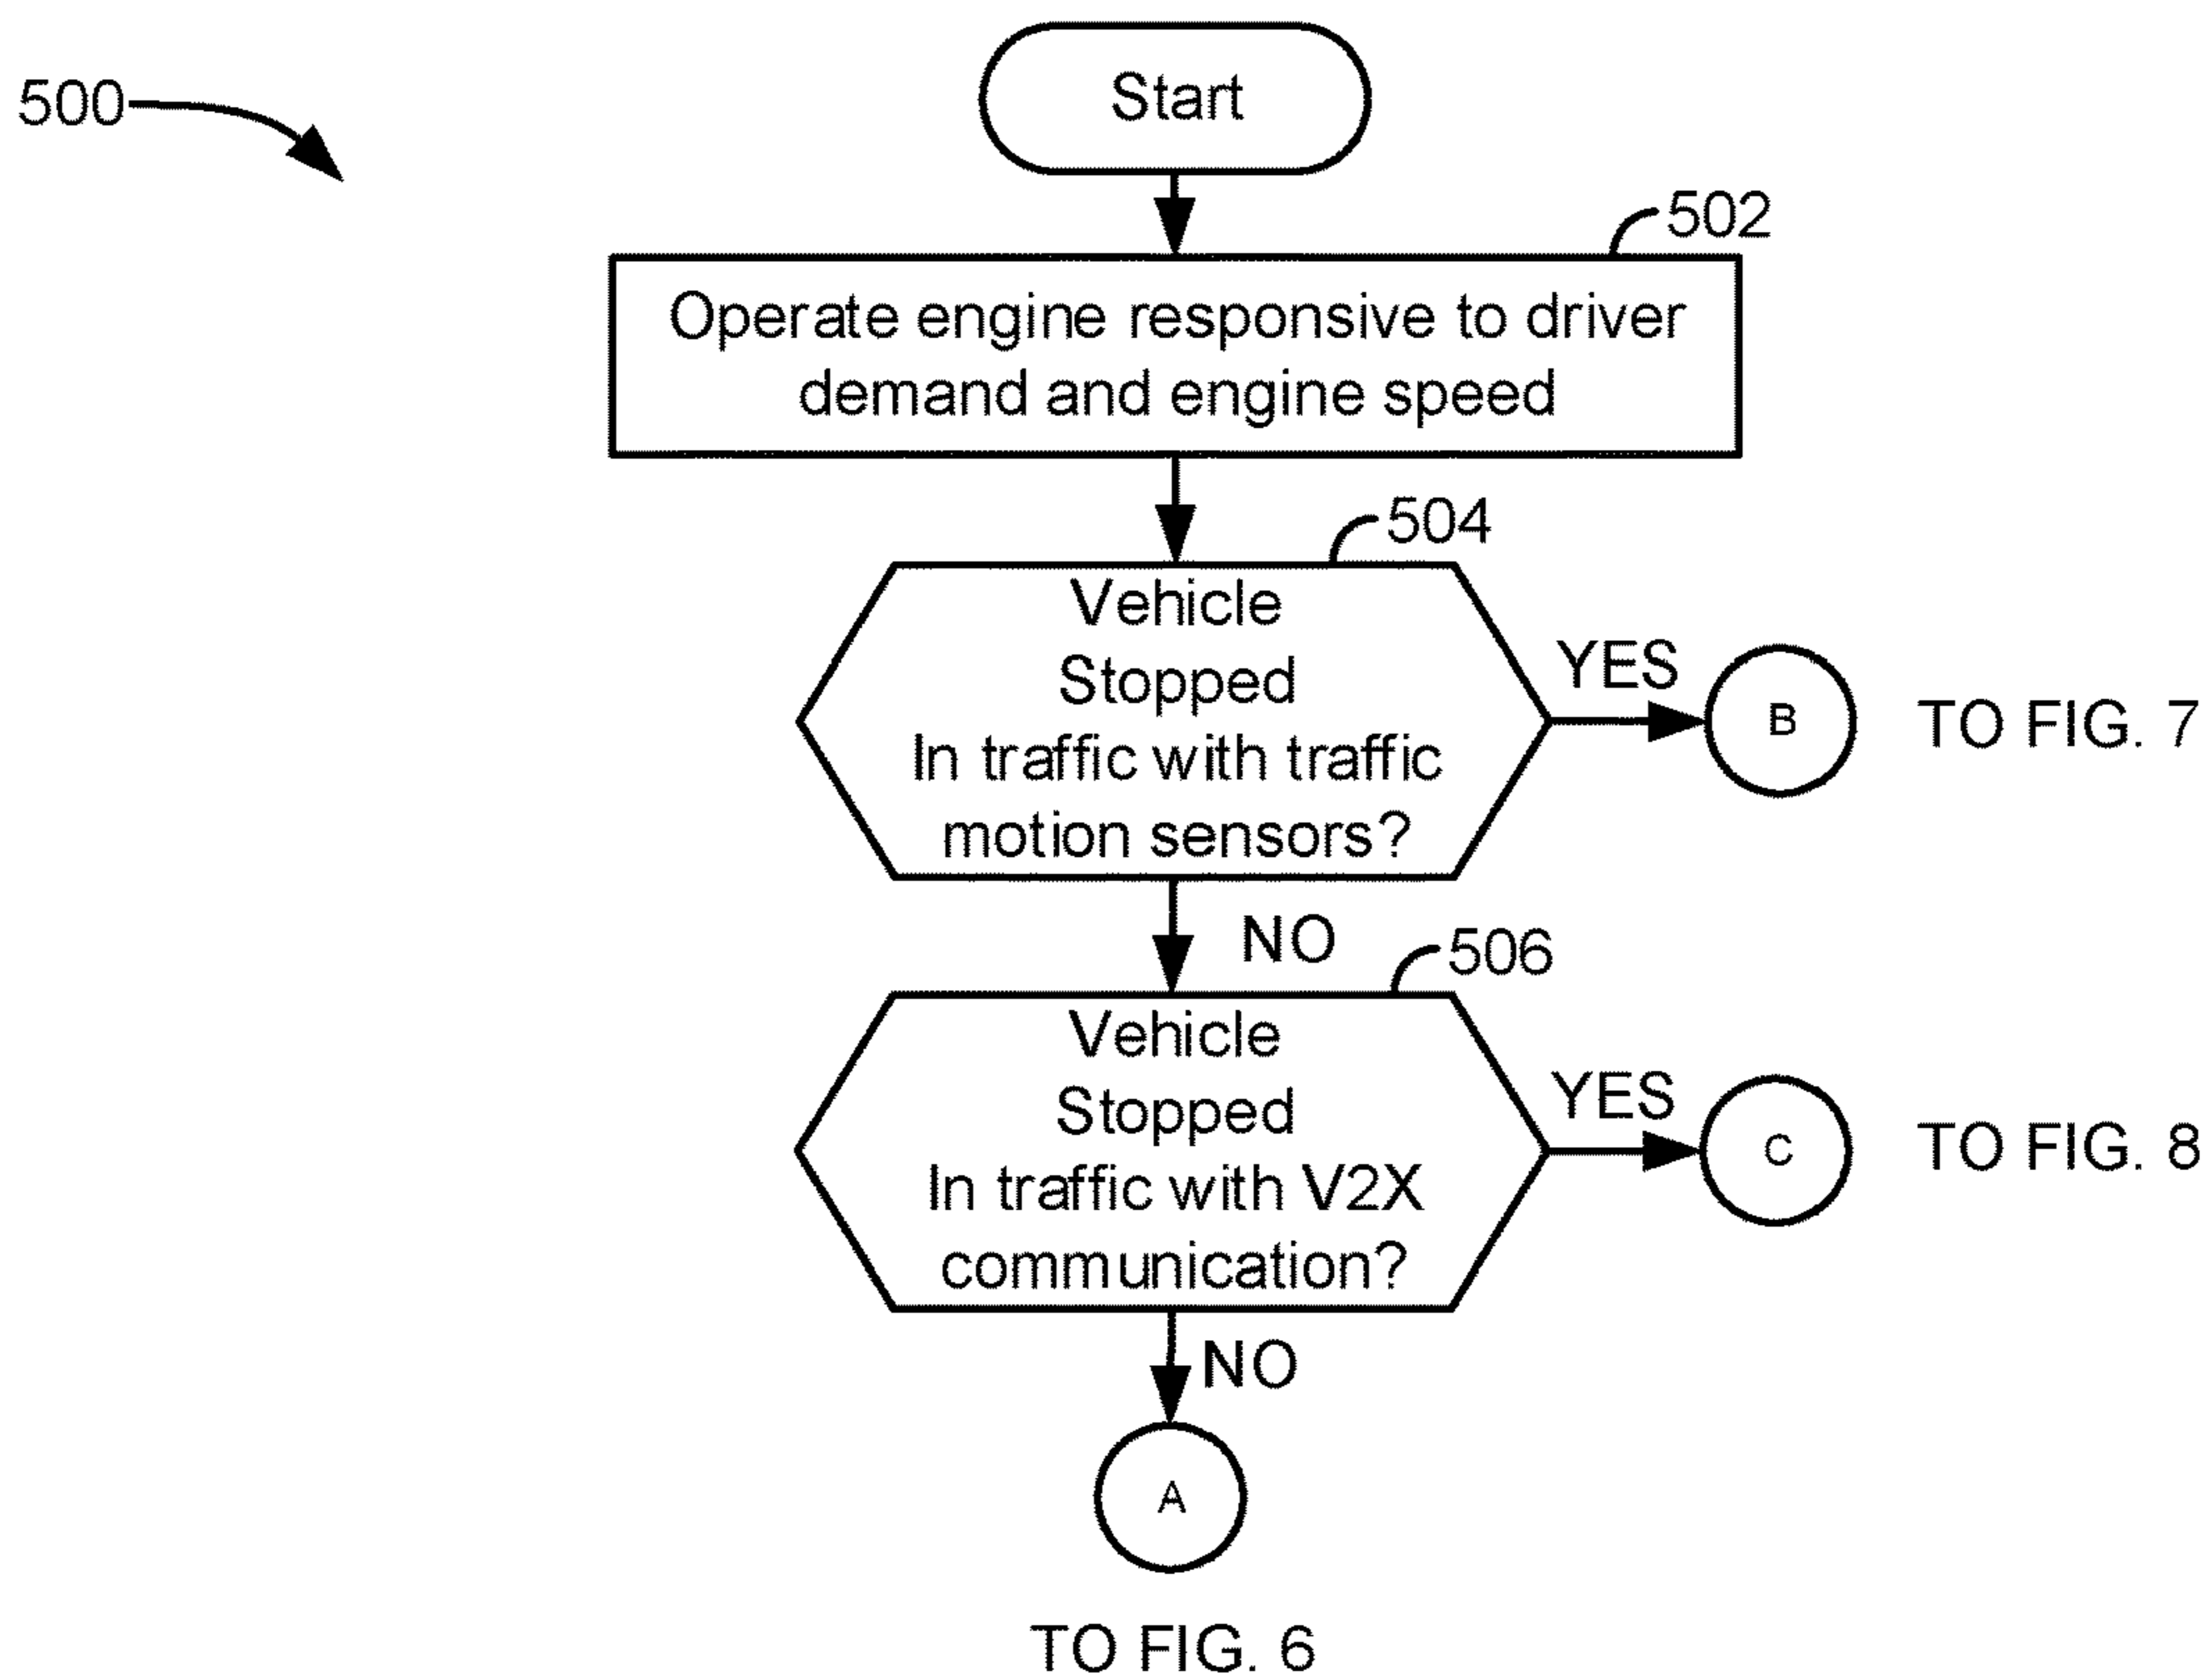 Start
500
502
Operate engine responsive to driver
demand and engine speed
504
Vehicle
Stopped
In traffic with traffic
motion sensors?
YES
B
TO FIG. 7
NO
506
Vehicle
Stopped
In traffic with V2X
communication?
YES
C
TO FIG. 8
NO
A
TO FIG. 6